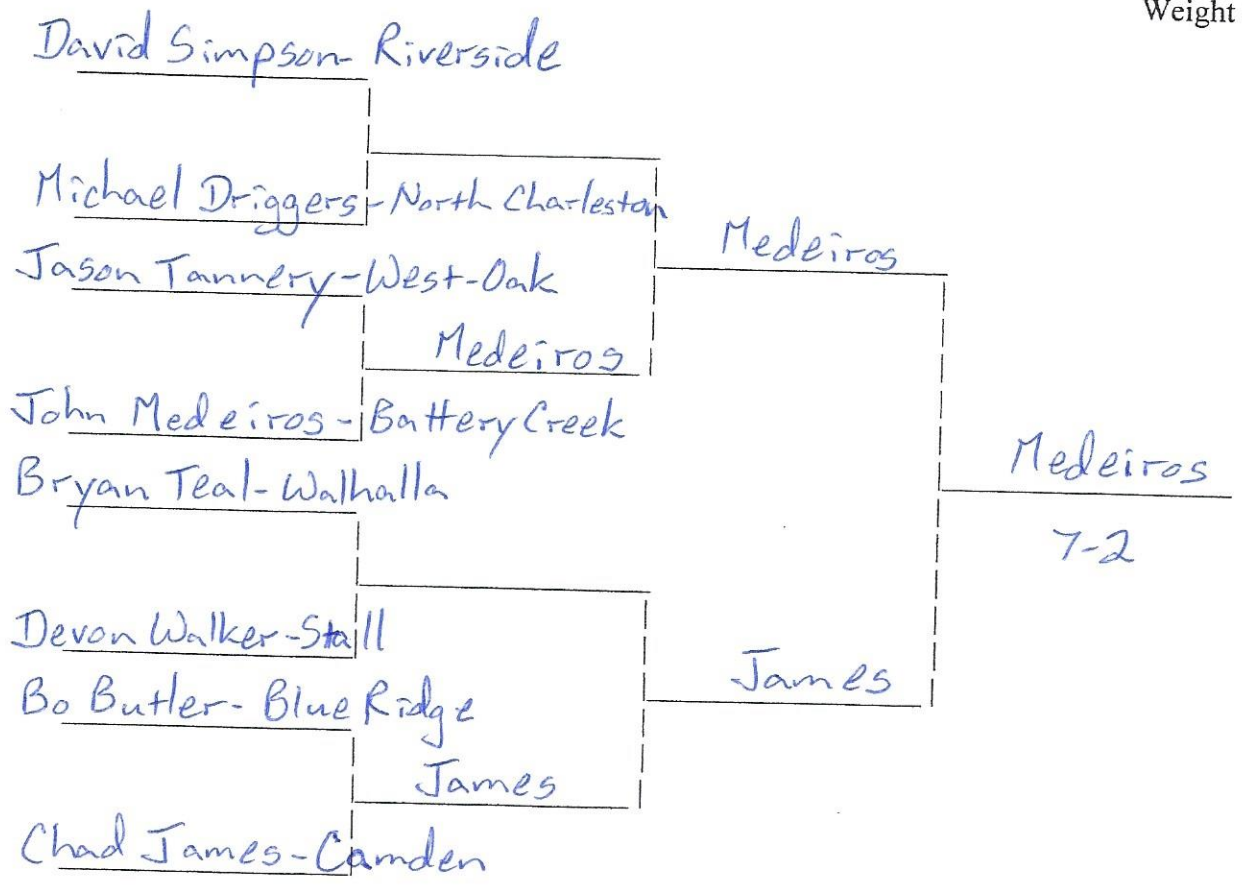 Weight
David Simpson- Riverside
Michael Driggers-North Charleston
Medeiros
Jason Tannery-West-Oak
Medeiros
John Medeiros-Battery Creek
Medeiros
Bryan Teal-Walhalla
7-2
Devon Walker-Stall
James
Bo Butler-Blue Ridge
James
Chad James-Camden